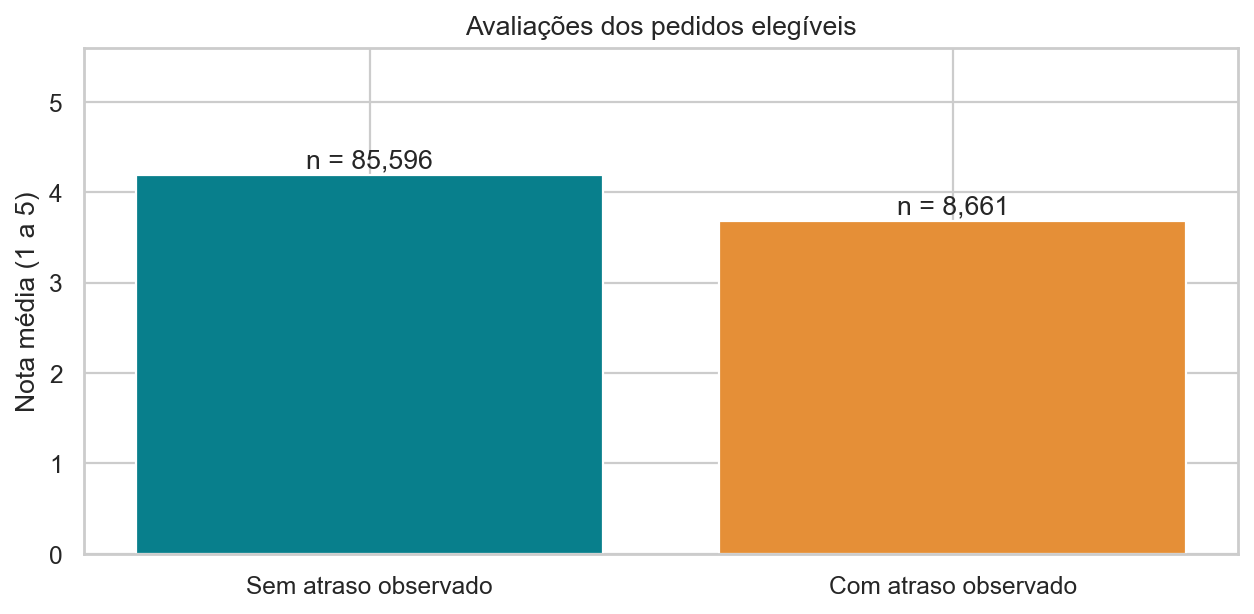 Avaliações dos pedidos elegíveis
Nota média (1 a 5)
5
4
3
2
1
0
n = 85,596
n = 8,661
Sem atraso observado
Com atraso observado